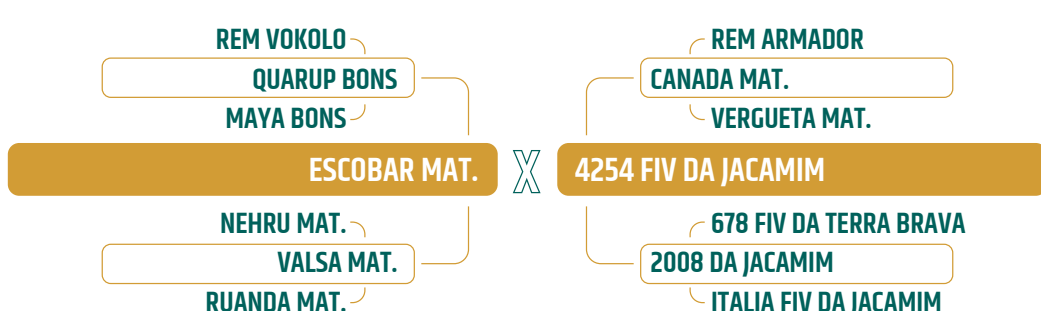 REM VOKOLO
QUARUP BONS
MAYA BONS
ESCOBAR MAT.
NEHRU MAT.
VALSA MAT.
RUANDA MAT.
X
REM ARMADOR
CANADA MAT.
VERGUETA MAT.
4254 FIV DA JACAMIM
678 FIV DA TERRA BRAVA
2008 DA JACAMIM
ITALIA FIV DA JACAMIM